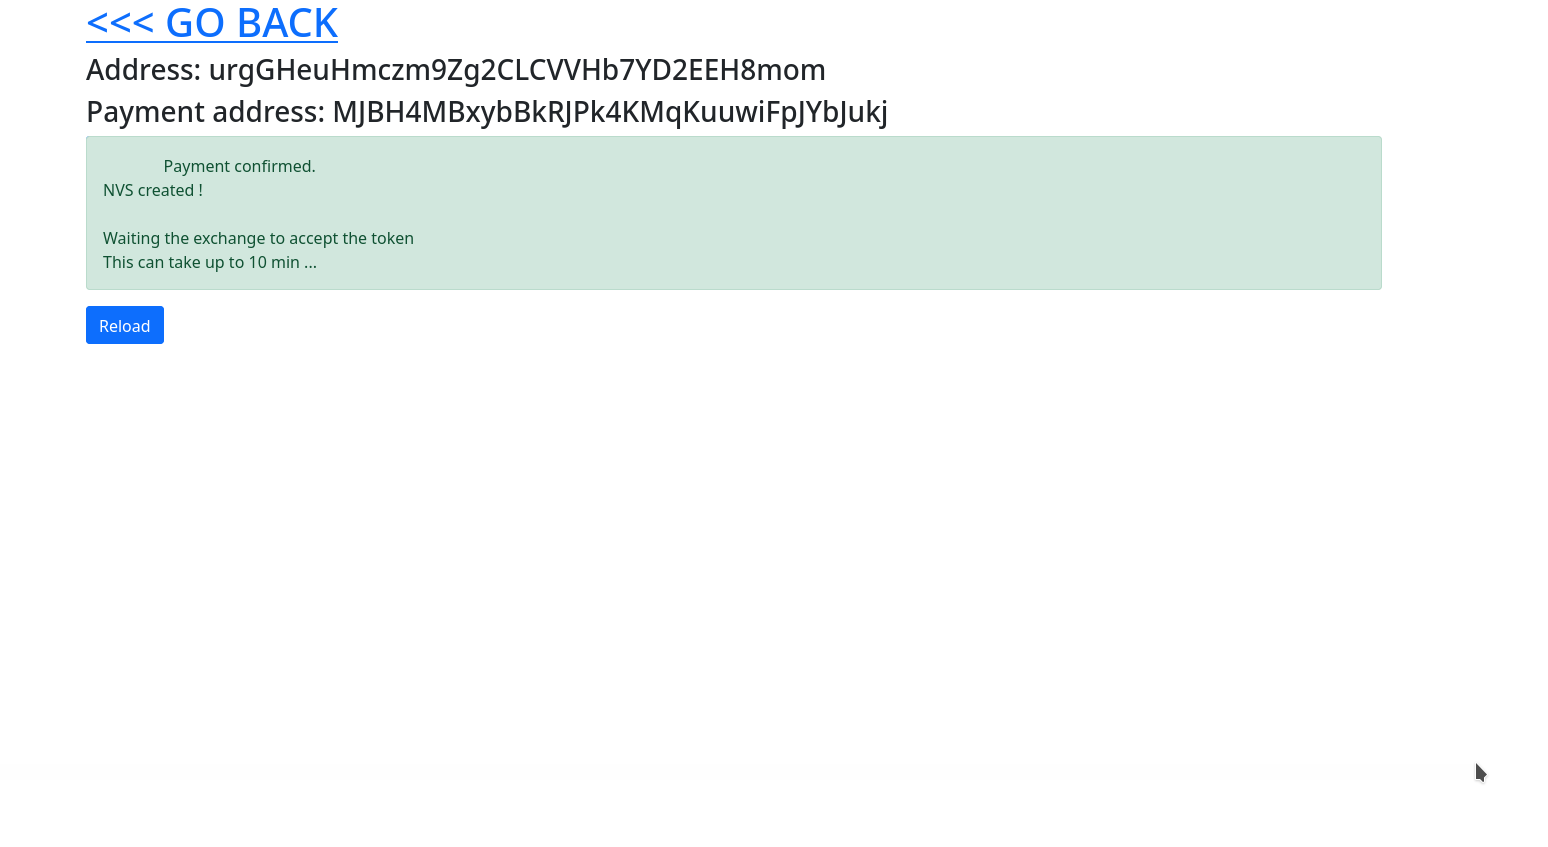 <<< GO BACK
Address: urgGHeuHmczm9Zg2CLCVVHb7YD2EEH8mom
Payment address: MJBH4MBxybBkRJPk4KMqKuuwiFpJYbJukj
Payment confirmed.
NVS created !
Waiting the exchange to accept the token
This can take up to 10 min ...
Reload